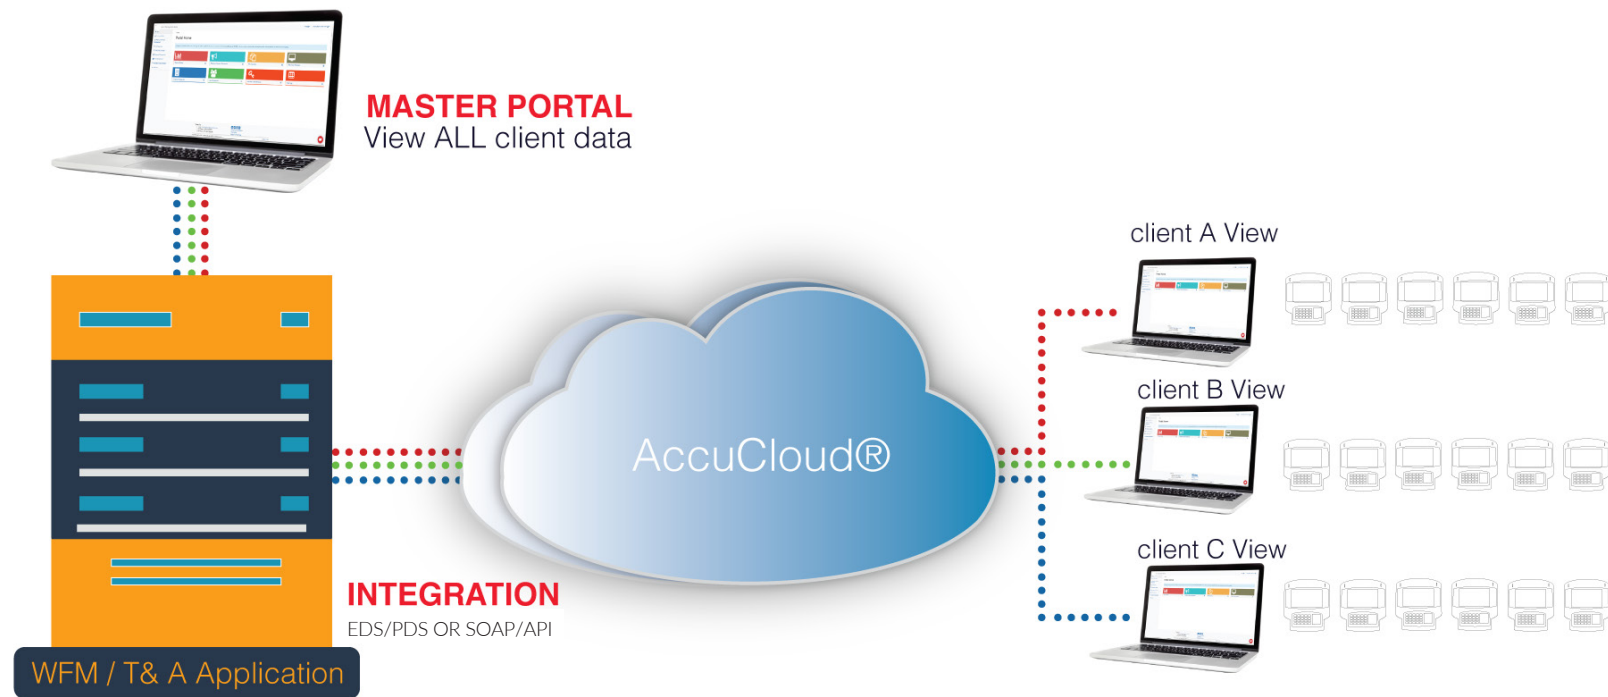 MASTER PORTAL
View ALL client data
client A View
client B View
AccuCloud®
client C View
INTEGRATION
EDS/PDS OR SOAP/API
WFM / T& A Application